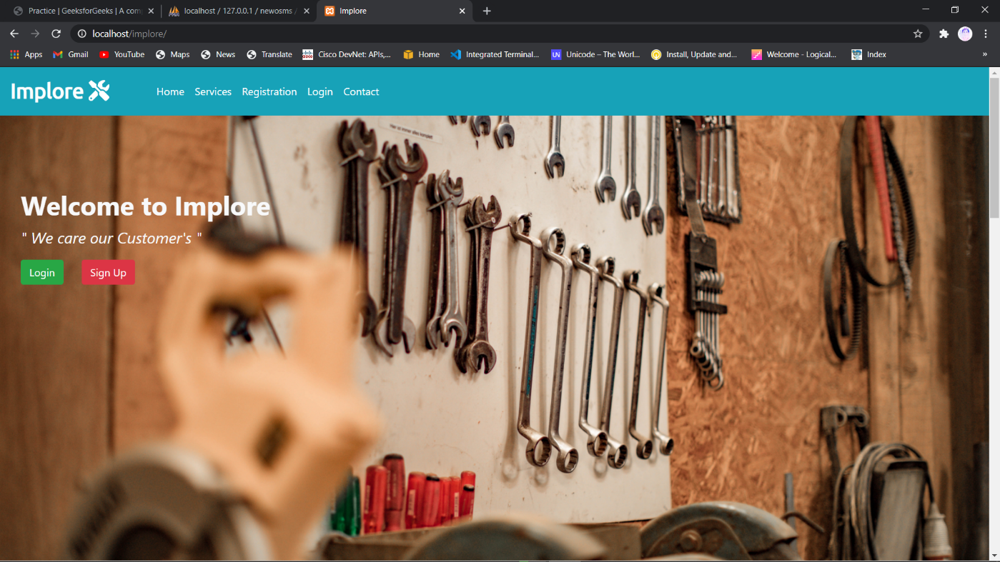 Practice | GeeksforGeeks | A com
localhost / 127.0.0.1 / newosms /
Implore
localhost/implore/
Apps
Gmail
YouTube
Maps
News
Translate
Cisco DevNet: APIs,...
Home
Integrated Terminal...
UN
Unicode – The Worl...
Install, Update and...
Welcome - Logical...
Index
»
Implore
Home
Services
Registration
Login
Contact
Welcome to Implore
" We care our Customer's "
Login
Sign Up